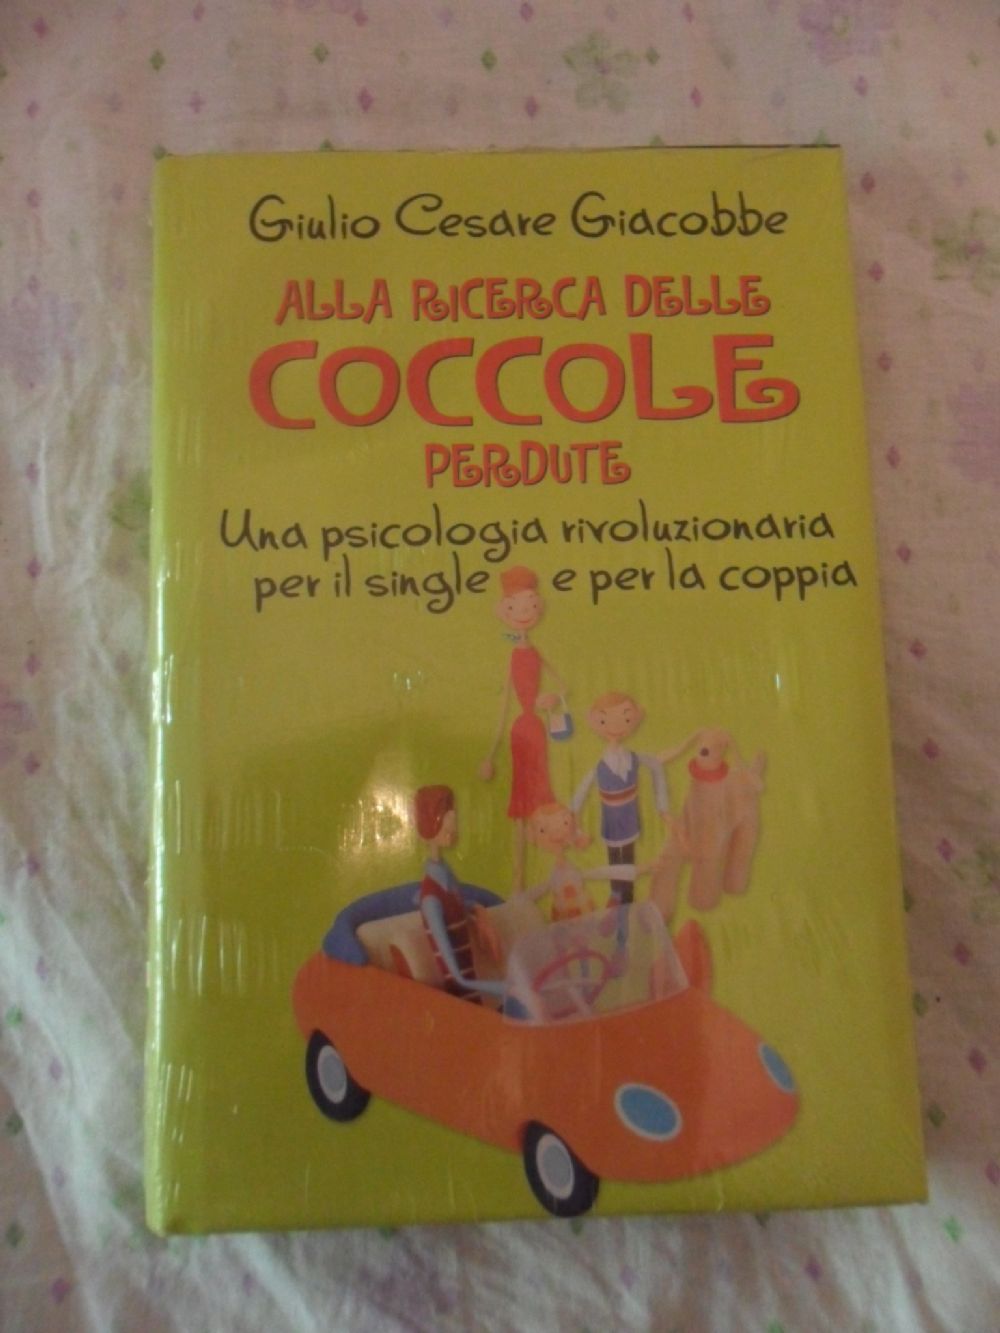 Giulio Cesare Giacobbe
ALLA RICERCA DELLE
COCCOLE
PERDUTE
Una psicologia rivoluzionaria
per il single e per la coppia